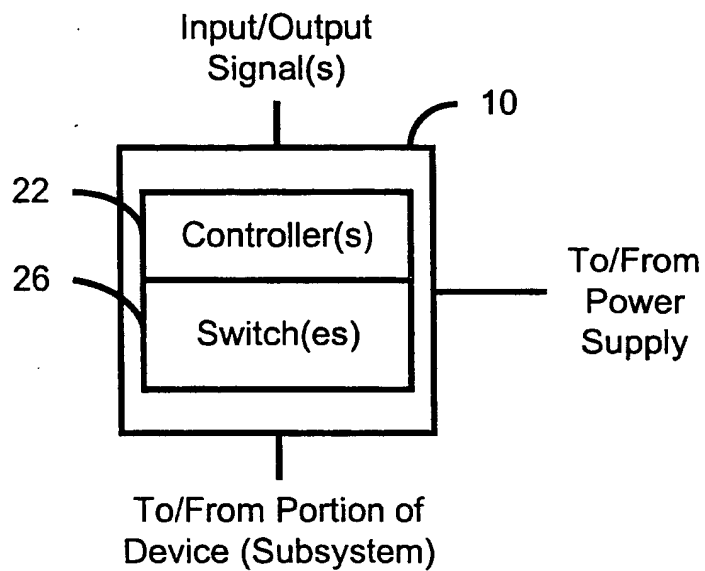 Input/Output
Signal(s)
10
22
Controller(s)
26
Switch(es)
To/From
Power
Supply
To/From Portion of
Device (Subsystem)